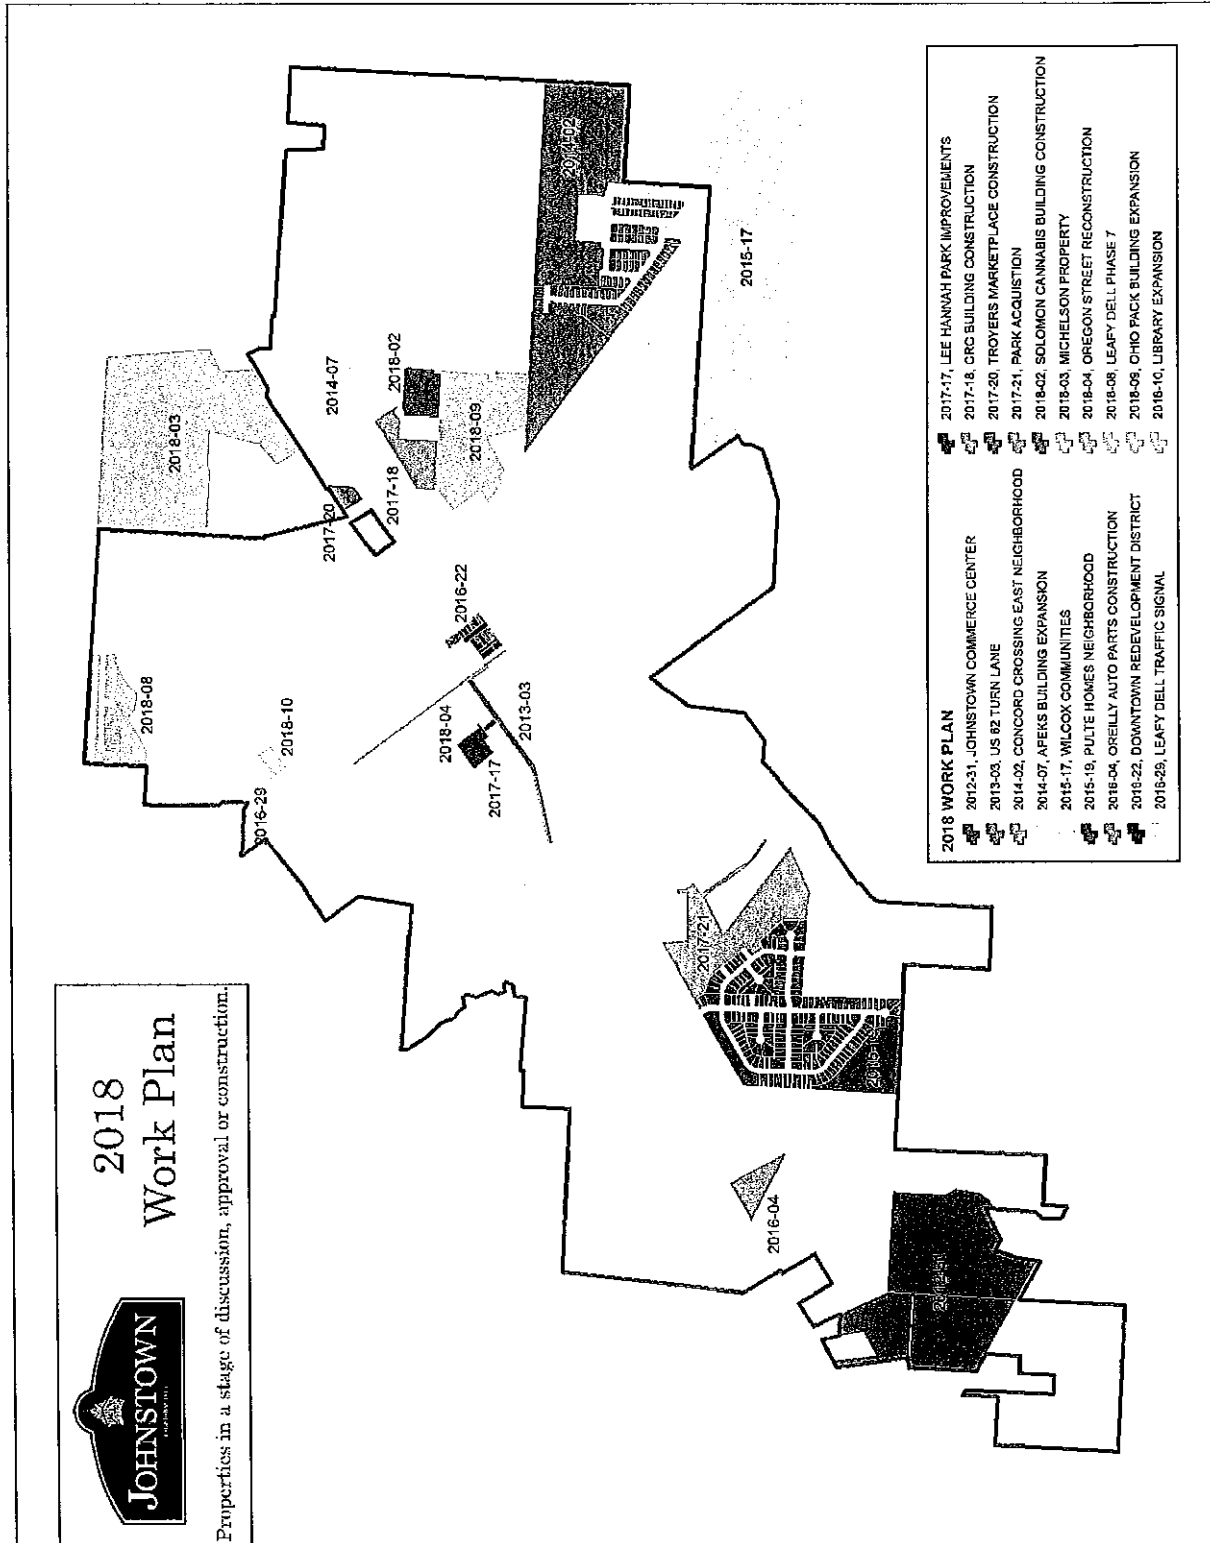 JOHNSTOWN
2018
Work Plan
Properties in a stage of discussion, approval or construction.
2018-08
2018-03
2018-10
2016-29
2017-20
2014-07
2018-02
2017-18
2018-09
2014-02
2016-22
2018-04
2013-03
2017-17
2015-17
2017-21
2016-04
2018 WORK PLAN
2012-31, JOHNSTOWN COMMERCE CENTER
2013-03, US 62 TURN LANE
2014-02, CONCORD CROSSING EAST NEIGHBORHOOD
2014-07, APEKS BUILDING EXPANSION
2015-17, WILCOX COMMUNITIES
2015-19, PULTE HOMES NEIGHBORHOOD
2016-04, OREILLY AUTO PARTS CONSTRUCTION
2016-22, DOWNTOWN REDEVELOPMENT DISTRICT
2016-29, LEAFY DELL TRAFFIC SIGNAL
2017-17, LEE HANNAH PARK IMPROVEMENTS
2017-18, CRC BUILDING CONSTRUCTION
2017-20, TROYERS MARKETPLACE CONSTRUCTION
2017-21, PARK ACQUISTION
2018-02, SOLOMON CANNABIS BUILDING CONSTRUCTION
2018-03, MICHELSON PROPERTY
2018-04, OREGON STREET RECONSTRUCTION
2018-08, LEAFY DELL PHASE 7
2018-09, OHIO PACK BUILDING EXPANSION
2018-10, LIBRARY EXPANSION